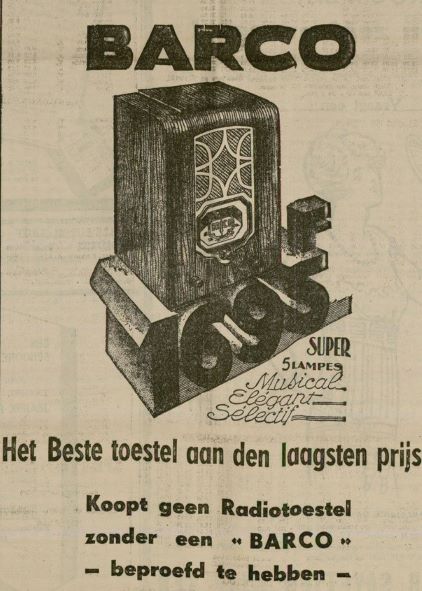 BARCO
1695 F
SUPER
5 LAMPES
Musical
Elégant
Sélectif
Het Beste toestel aan den laagsten prijs
Koopt geen Radiotoestel
zonder een « BARCO »
— beproefd te hebben —